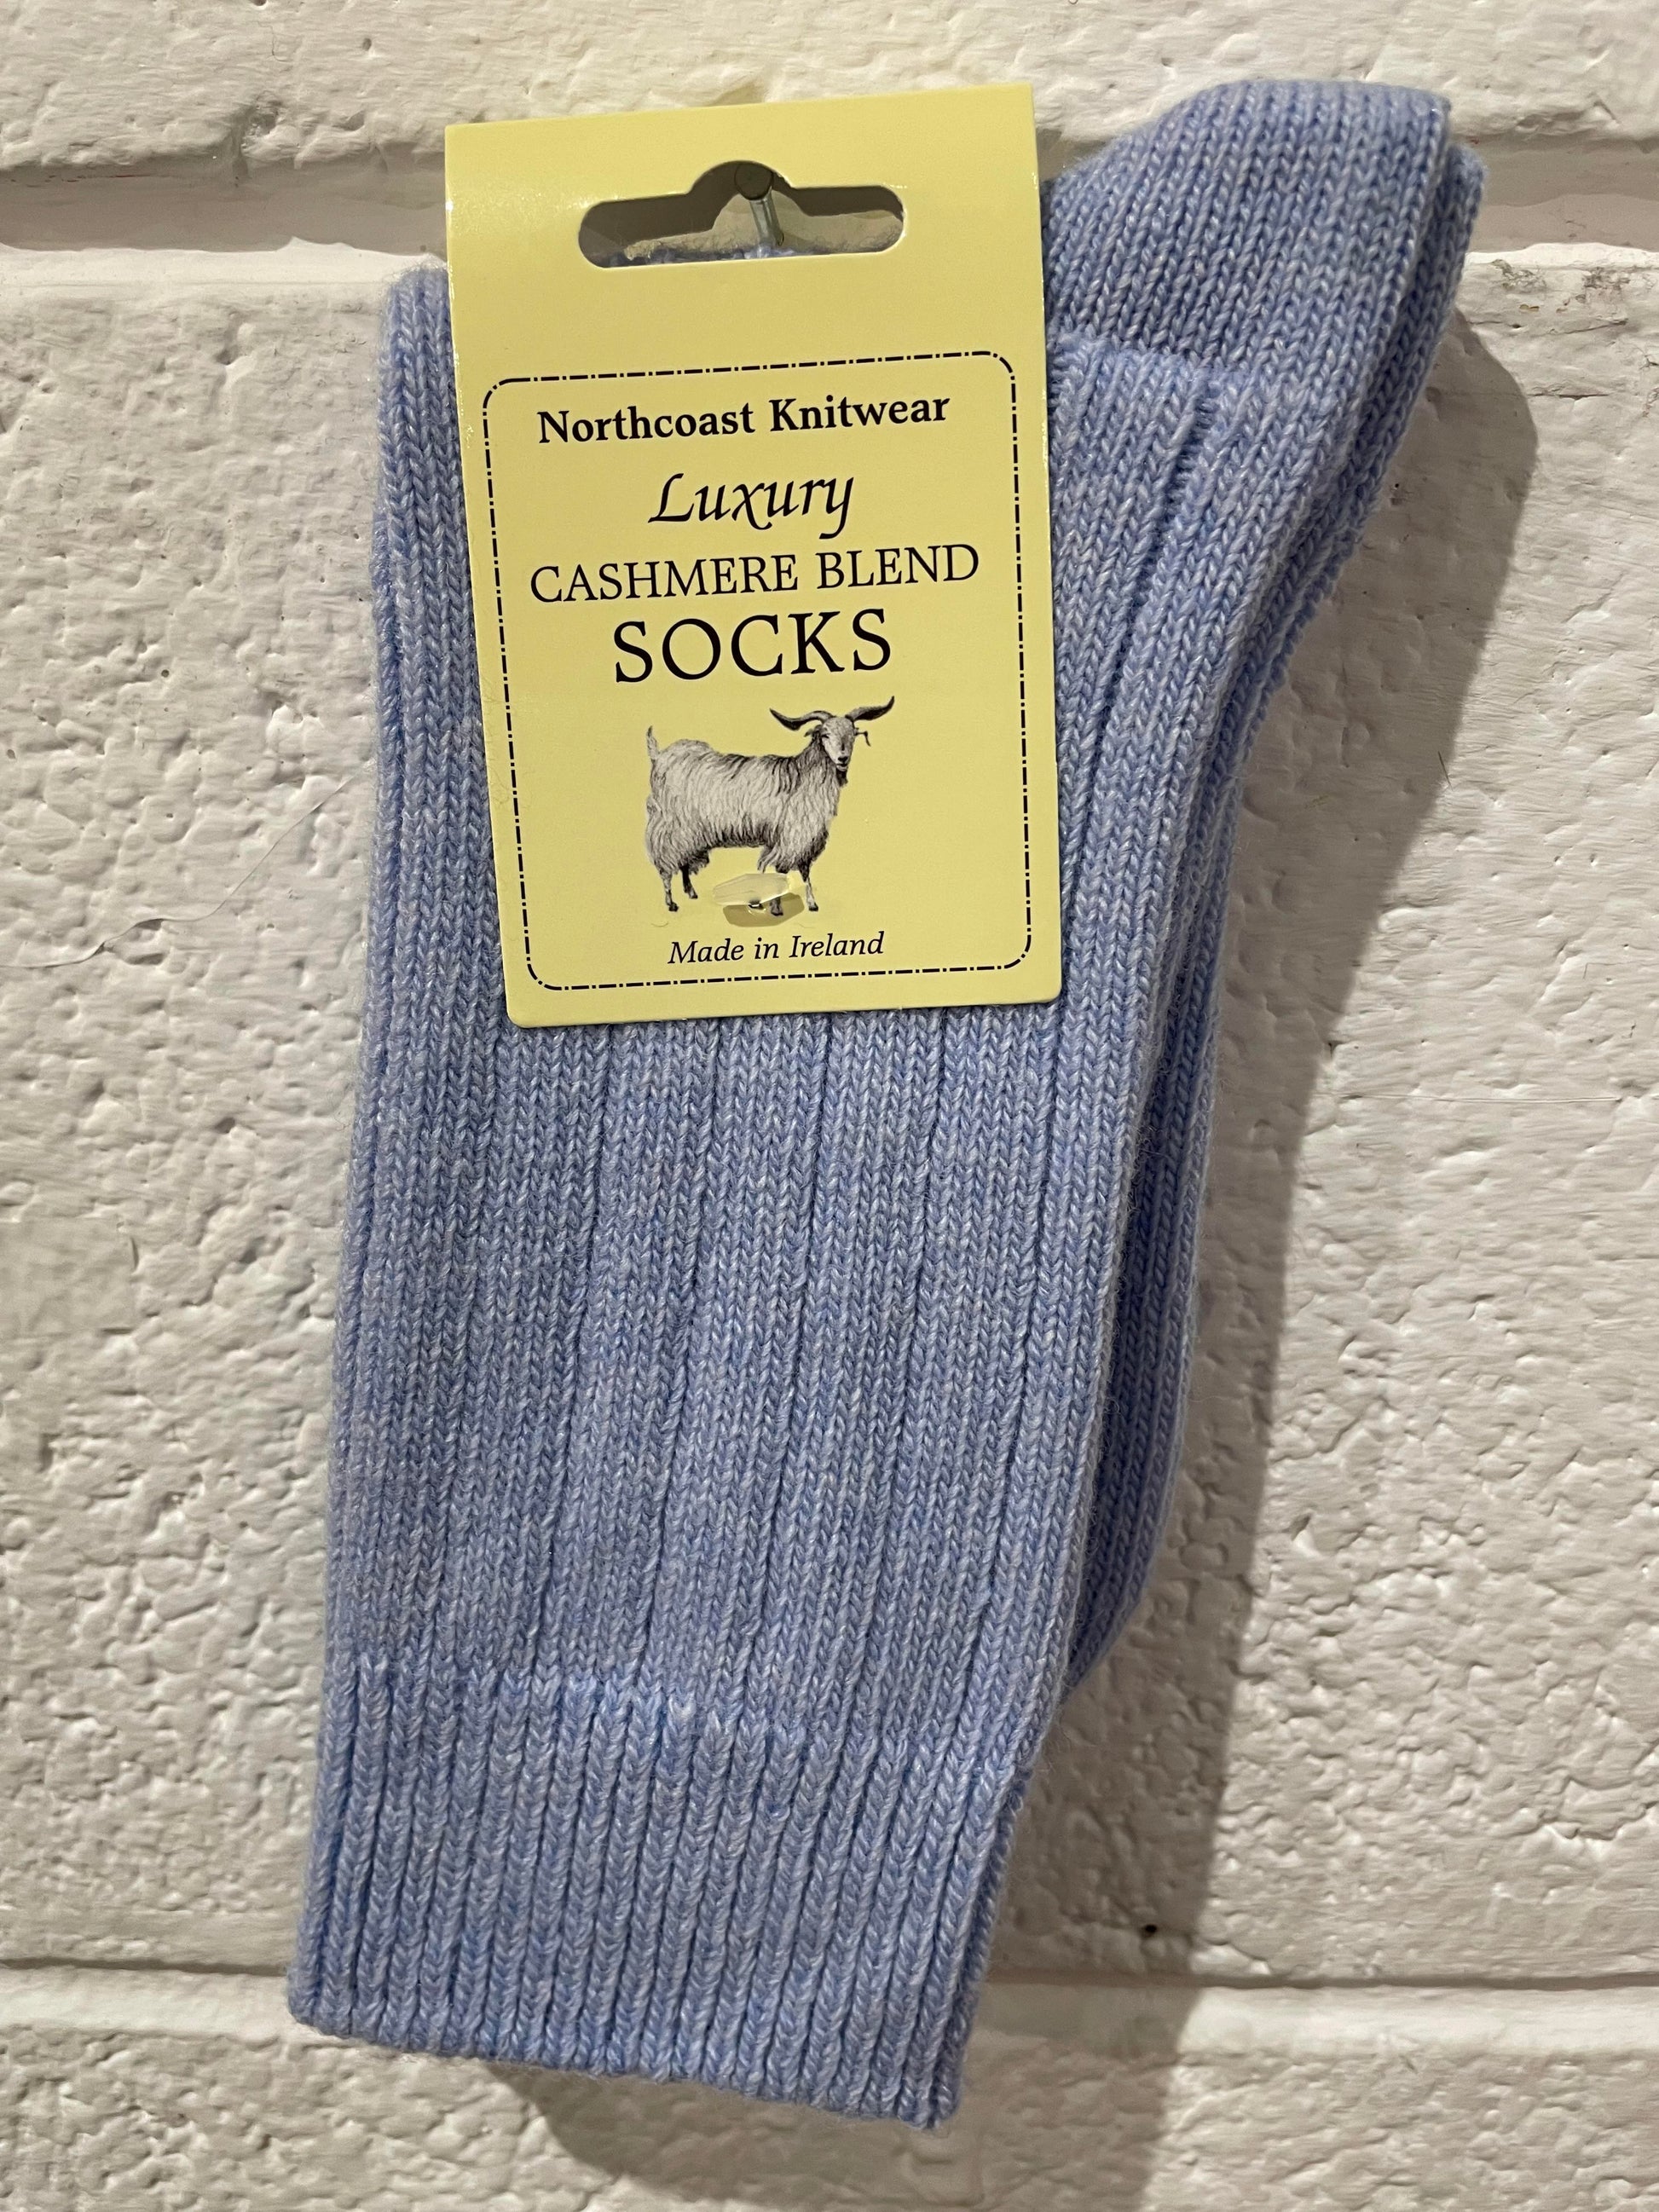 Northcoast Knitwear
Luxury
CASHMERE BLEND
SOCKS
Made in Ireland